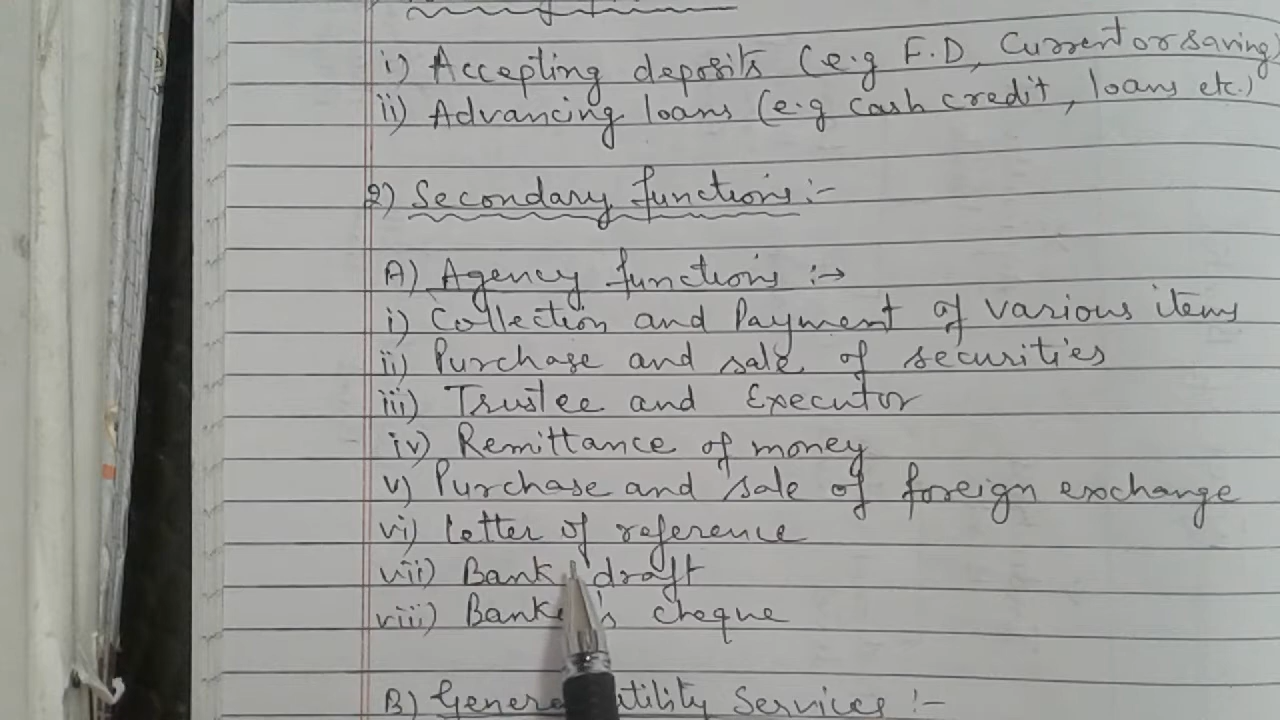 i) Accepting deposits (e.g F.D, Current or saving)
ii) Advancing loans (e.g cash credit, loans etc.)
2) Secondary functions:-
A) Agency functions :→
i) Collection and Payment of various items
ii) Purchase and sale of securities
iii) Trustee and Executor
iv) Remittance of money
v) Purchase and sale of foreign exchange
vi) letter of reference
vii) Bank draft
viii) Banker's cheque
B) General utility Services :-